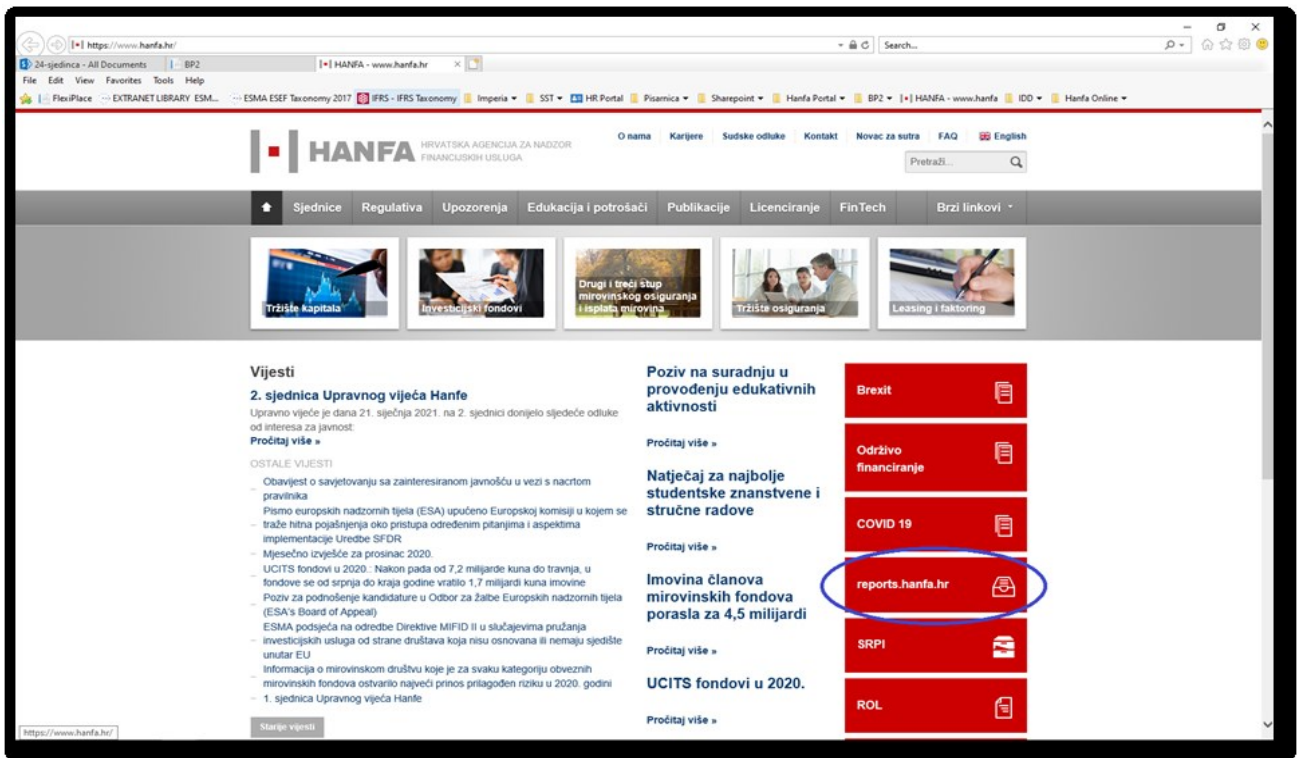 https://www.hanfa.hr/
Search...
24-sjedinca - All Documents
BP2
HANFA - www.hanfa.hr
File Edit View Favorites Tools Help
FlexiPlace
EXTRANET LIBRARY ESM...
ESMA ESEF Taxonomy 2017
IFRS - IFRS Taxonomy
Imperia
SST
HR Portal
Pisarnica
Sharepoint
Hanfa Portal
BP2
HANFA - www.hanfa
IDD
Hanfa Online
O nama Karijere Sudske odluke Kontakt Novac za sutra FAQ English
HANFA
HRVATSKA AGENCIJA ZA NADZOR
FINANCIJSKIH USLUGA
Pretraži...
Sjednice Regulativa Upozorenja Edukacija i potrošači Publikacije Licenciranje FinTech Brzi linkovi
Tržište kapitala
Investicijski fondovi
Drugi i treći stup
mirovinskog osiguranja
i isplata mirovina
Tržište osiguranja
Leasing i faktoring
Vijesti
2. sjednica Upravnog vijeća Hanfe
Upravno vijeće je dana 21. siječnja 2021. na 2. sjednici donijelo sljedeće odluke
od interesa za javnost:
Pročitaj više »
OSTALE VIJESTI
Obavijest o savjetovanju sa zainteresiranom javnošću u vezi s nacrtom
pravilnika
Pismo europskih nadzornih tijela (ESA) upućeno Europskoj komisiji u kojem se
traže hitna pojašnjenja oko pristupa određenim pitanjima i aspektima
implementacije Uredbe SFDR
Mjesečno izvješće za prosinac 2020.
UCITS fondovi u 2020.: Nakon pada od 7,2 milijarde kuna do travnja, u
fondove se od srpnja do kraja godine vratilo 1,7 milijardi kuna imovine
Poziv za podnošenje kandidature u Odbor za žalbe Europskih nadzornih tijela
(ESA's Board of Appeal)
ESMA podsjeća na odredbe Direktive MIFID II u slučajevima pružanja
investicijskih usluga od strane društava koja nisu osnovana ili nemaju sjedište
unutar EU
Informacija o mirovinskom društvu koje je za svaku kategoriju obveznih
mirovinskih fondova ostvarilo najveći prinos prilagođen riziku u 2020. godini
1. sjednica Upravnog vijeća Hanfe
Starije vijesti
Poziv na suradnju u
provođenju edukativnih
aktivnosti
Pročitaj više »
Natječaj za najbolje
studentske znanstvene i
stručne radove
Pročitaj više »
Imovina članova
mirovinskih fondova
porasla za 4,5 milijardi
Pročitaj više »
UCITS fondovi u 2020.
Pročitaj više »
Brexit
Održivo
financiranje
COVID 19
reports.hanfa.hr
SRPI
ROL
https://www.hanfa.hr/